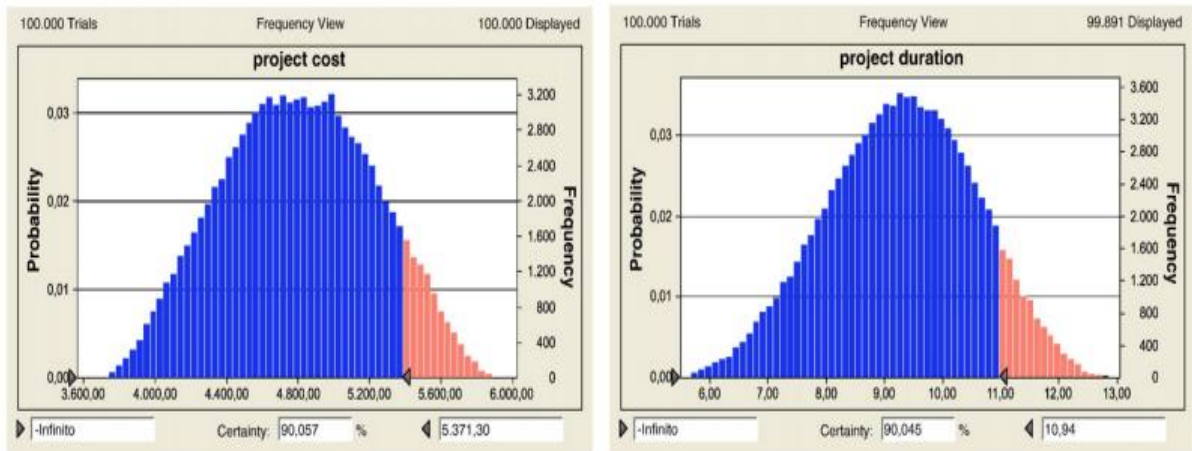 100.000 Trials Frequency View 100.000 Displayed
project cost
Probability
0,03
0,02
0,01
0,00
3.200
2.800
2.400
2.000
1.600
1.200
800
400
0
Frequency
3.600,00 4.000,00 4.400,00 4.800,00 5.200,00 5.600,00 6.000,00
-Infinito Certainty: 90,057 % 5.371,30
100.000 Trials Frequency View 99.891 Displayed
project duration
Probability
0,03
0,02
0,01
0,00
3.600
3.200
2.800
2.400
2.000
1.600
1.200
800
400
0
Frequency
6,00 7,00 8,00 9,00 10,00 11,00 12,00 13,00
-Infinito Certainty: 90,045 % 10,94